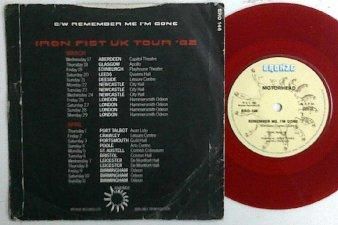 BRO 146
B/W REMEMBER ME I'M GONE
IRON FIST UK TOUR '82
MARCH
Wednesday 17 ABERDEEN Capitol Theatre
Thursday 18 GLASGOW Apollo
Friday 19 EDINBURGH Playhouse Theatre
Saturday 20 LEEDS Queens Hall
Sunday 21 DEESIDE Leisure Centre
Monday 22 NEWCASTLE City Hall
Tuesday 23 NEWCASTLE City Hall
Wednesday 24 NEWCASTLE City Hall
Friday 26 LONDON Hammersmith Odeon
Saturday 27 LONDON Hammersmith Odeon
Sunday 28 LONDON Hammersmith Odeon
Monday 29 LONDON Hammersmith Odeon
APRIL
Thursday 1 PORT TALBOT Afan Lido
Friday 2 CRAWLEY Leisure Centre
Saturday 3 PORTSMOUTH Guildhall
Sunday 4 POOLE Arts Centre
Monday 5 ST. AUSTELL Cornish Coliseum
Tuesday 6 BRISTOL Colston Hall
Wednesday 7 LEICESTER De Montfort Hall
Thursday 8 LEICESTER De Montfort Hall
Friday 9 BIRMINGHAM Odeon
Saturday 10 BIRMINGHAM Odeon
Sunday 11 BIRMINGHAM Odeon
BRONZE
BRONZE
MOTORHEAD
BRO 146
REMEMBER ME, I'M GONE